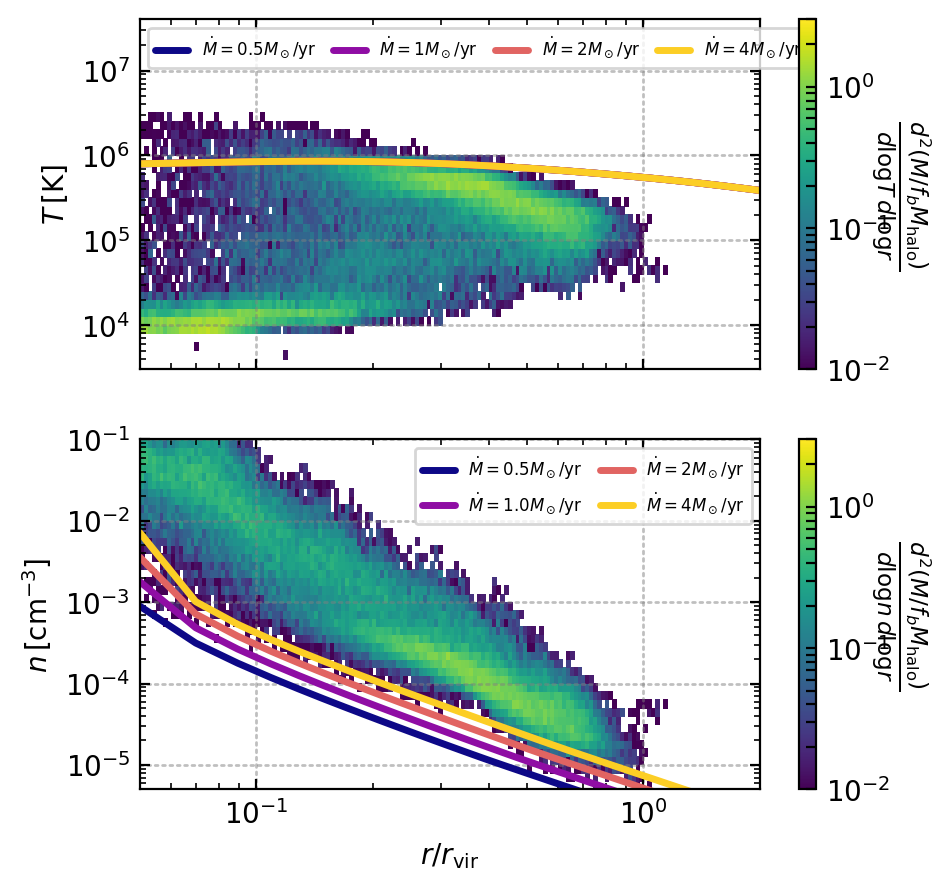 Ṁ = 0.5M⊙/yr Ṁ = 1M⊙/yr Ṁ = 2M⊙/yr Ṁ = 4M⊙/yr
T [K]
10⁷
10⁶
10⁵
10⁴
10⁰
10⁻¹
10⁻²
d²(M/f_b M_halo)
dlogT dlogr
Ṁ = 0.5M⊙/yr Ṁ = 2M⊙/yr
Ṁ = 1.0M⊙/yr Ṁ = 4M⊙/yr
n [cm⁻³]
10⁻¹
10⁻²
10⁻³
10⁻⁴
10⁻⁵
10⁻¹ 10⁰
r/r_vir
10⁰
10⁻¹
10⁻²
d²(M/f_b M_halo)
dlogn dlogr